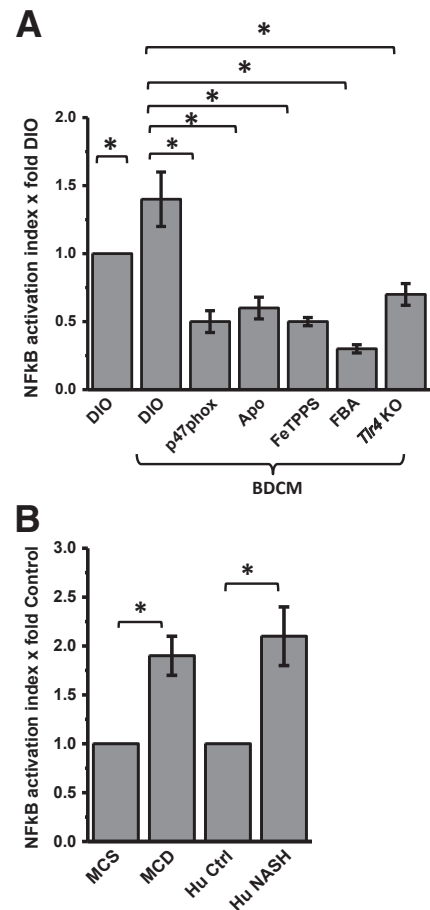 A
*
*
*
*
*
*
NFkB activation index x fold DIO
2.0
1.5
1.0
0.5
0.0
DIO
DIO
p47phox
Apo
FeTPPS
FBA
Tlr4 KO
BDCM
B
NFkB activation index x fold Control
3.0
2.5
2.0
1.5
1.0
0.5
0.0
*
*
MCS
MCD
Hu Ctrl
Hu NASH